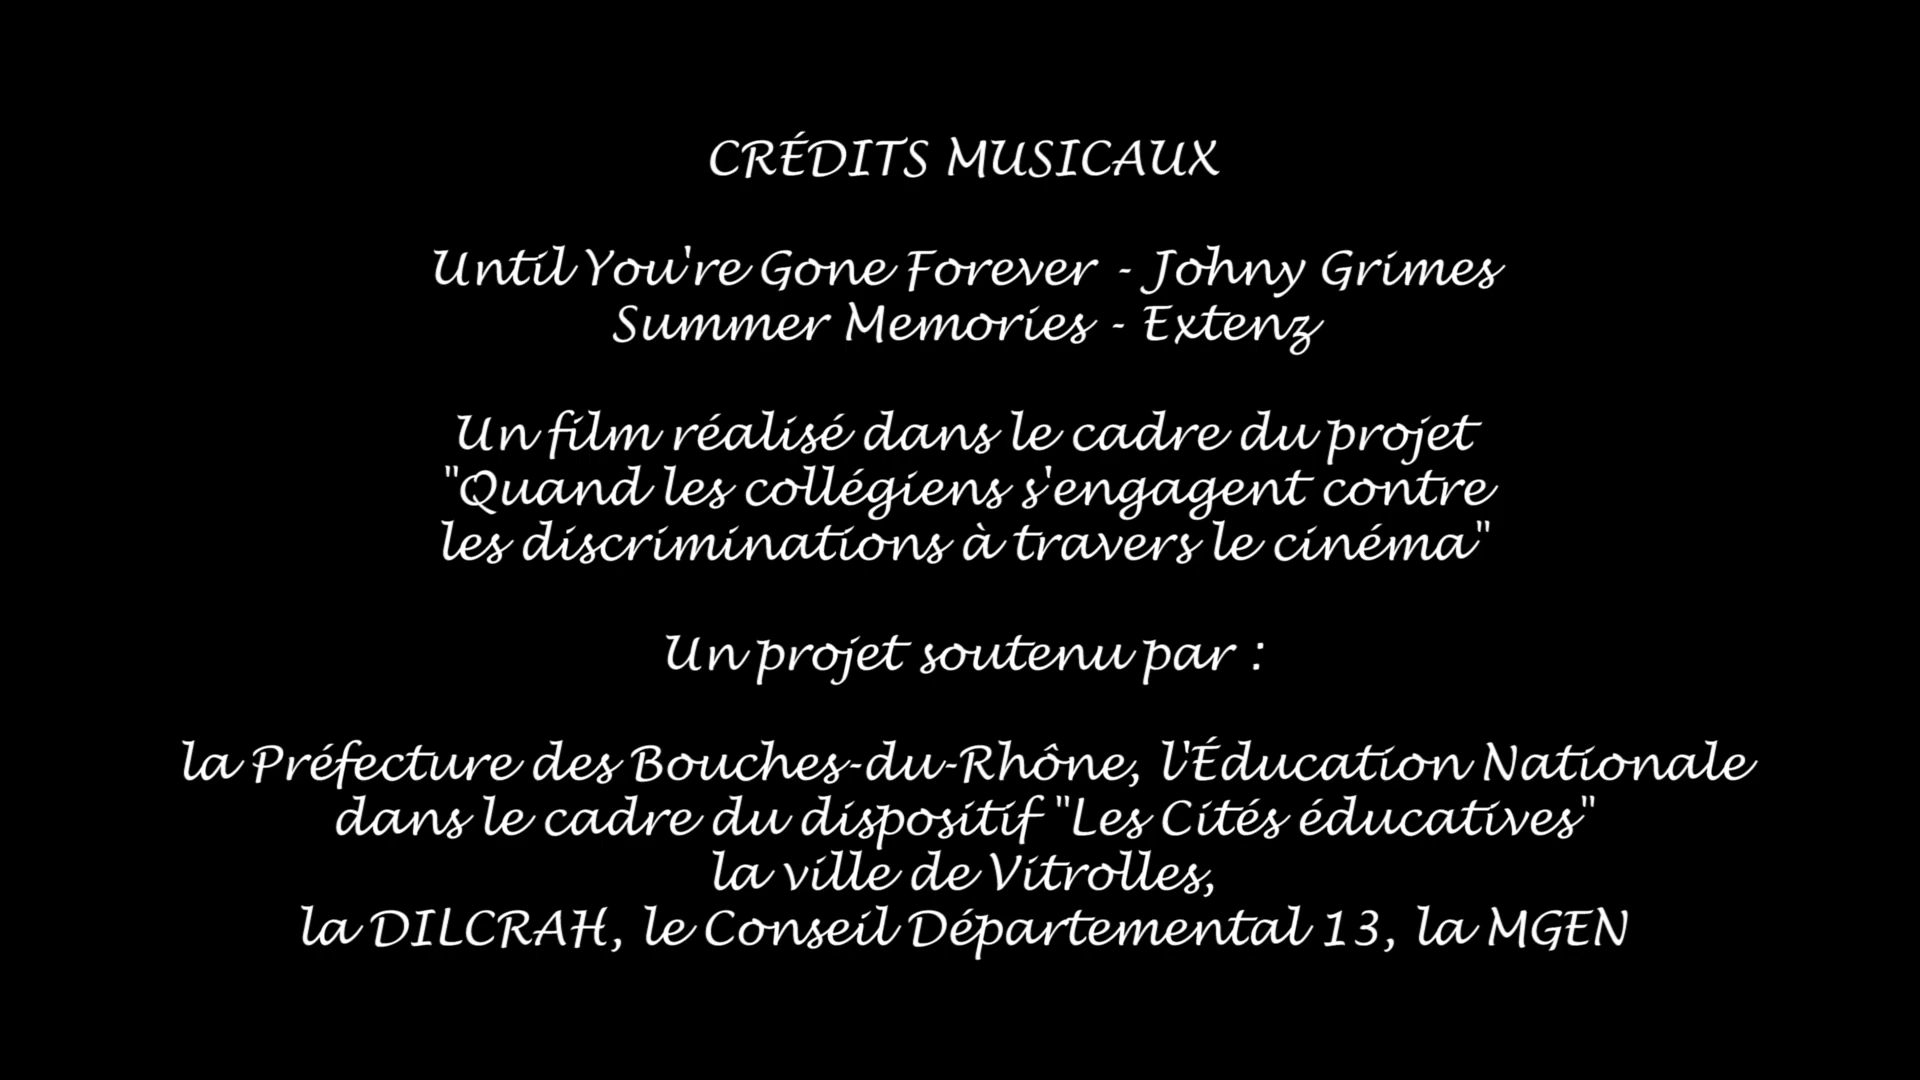 CRÉDITS MUSICAUX
Until You're Gone Forever - Johny Grimes
Summer Memories - Extenz
Un film réalisé dans le cadre du projet
"Quand les collégiens s'engagent contre
les discriminations à travers le cinéma"
Un projet soutenu par :
la Préfecture des Bouches-du-Rhône, l'Éducation Nationale
dans le cadre du dispositif "Les Cités éducatives"
la ville de Vitrolles,
la DILCRAH, le Conseil Départemental 13, la MGEN